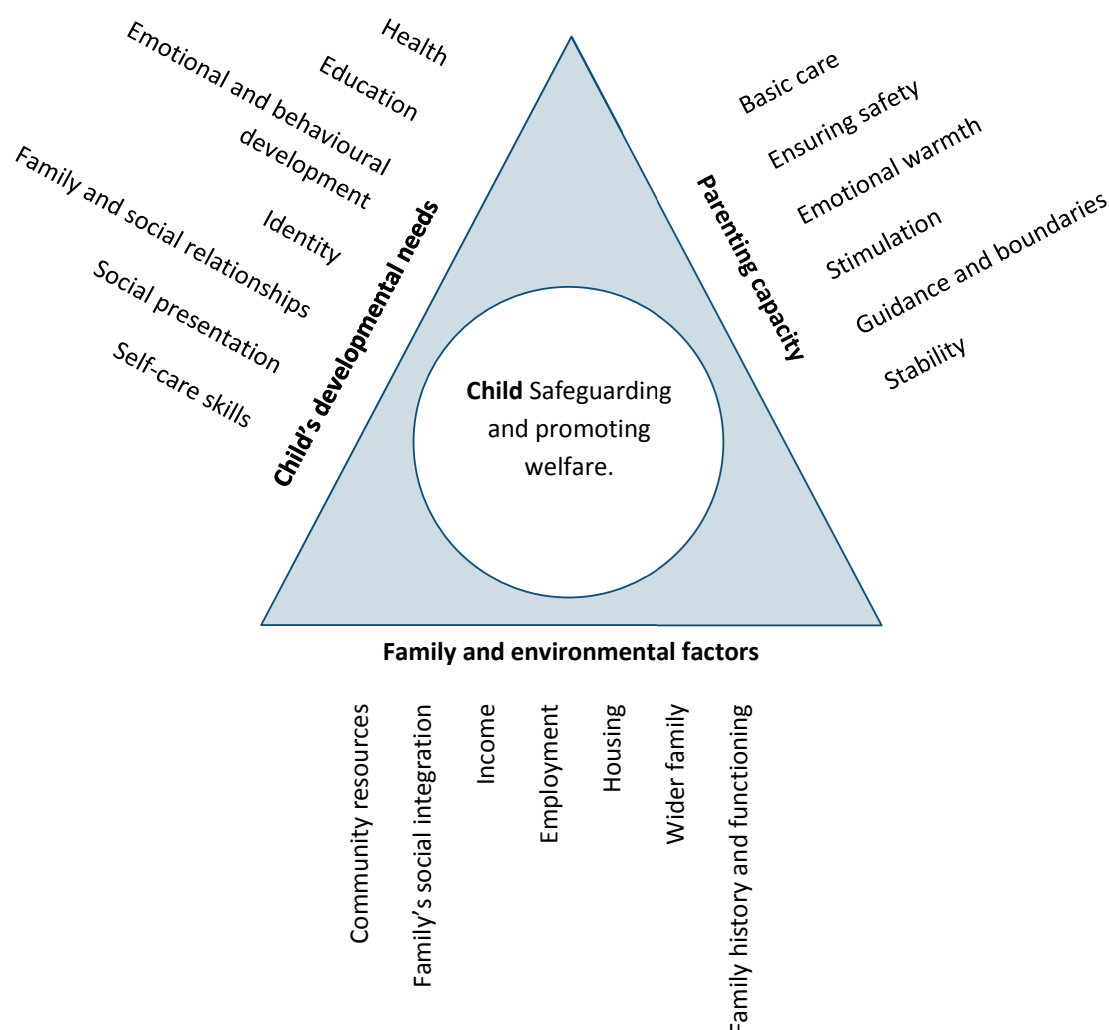 Health
Education
Emotional and behavioural
development
Identity
Family and social relationships
Social presentation
Self-care skills
Child's developmental needs
Basic care
Ensuring safety
Emotional warmth
Stimulation
Guidance and boundaries
Stability
Parenting capacity
Child Safeguarding
and promoting
welfare.
Family and environmental factors
Community resources
Family's social integration
Income
Employment
Housing
Wider family
Family history and functioning